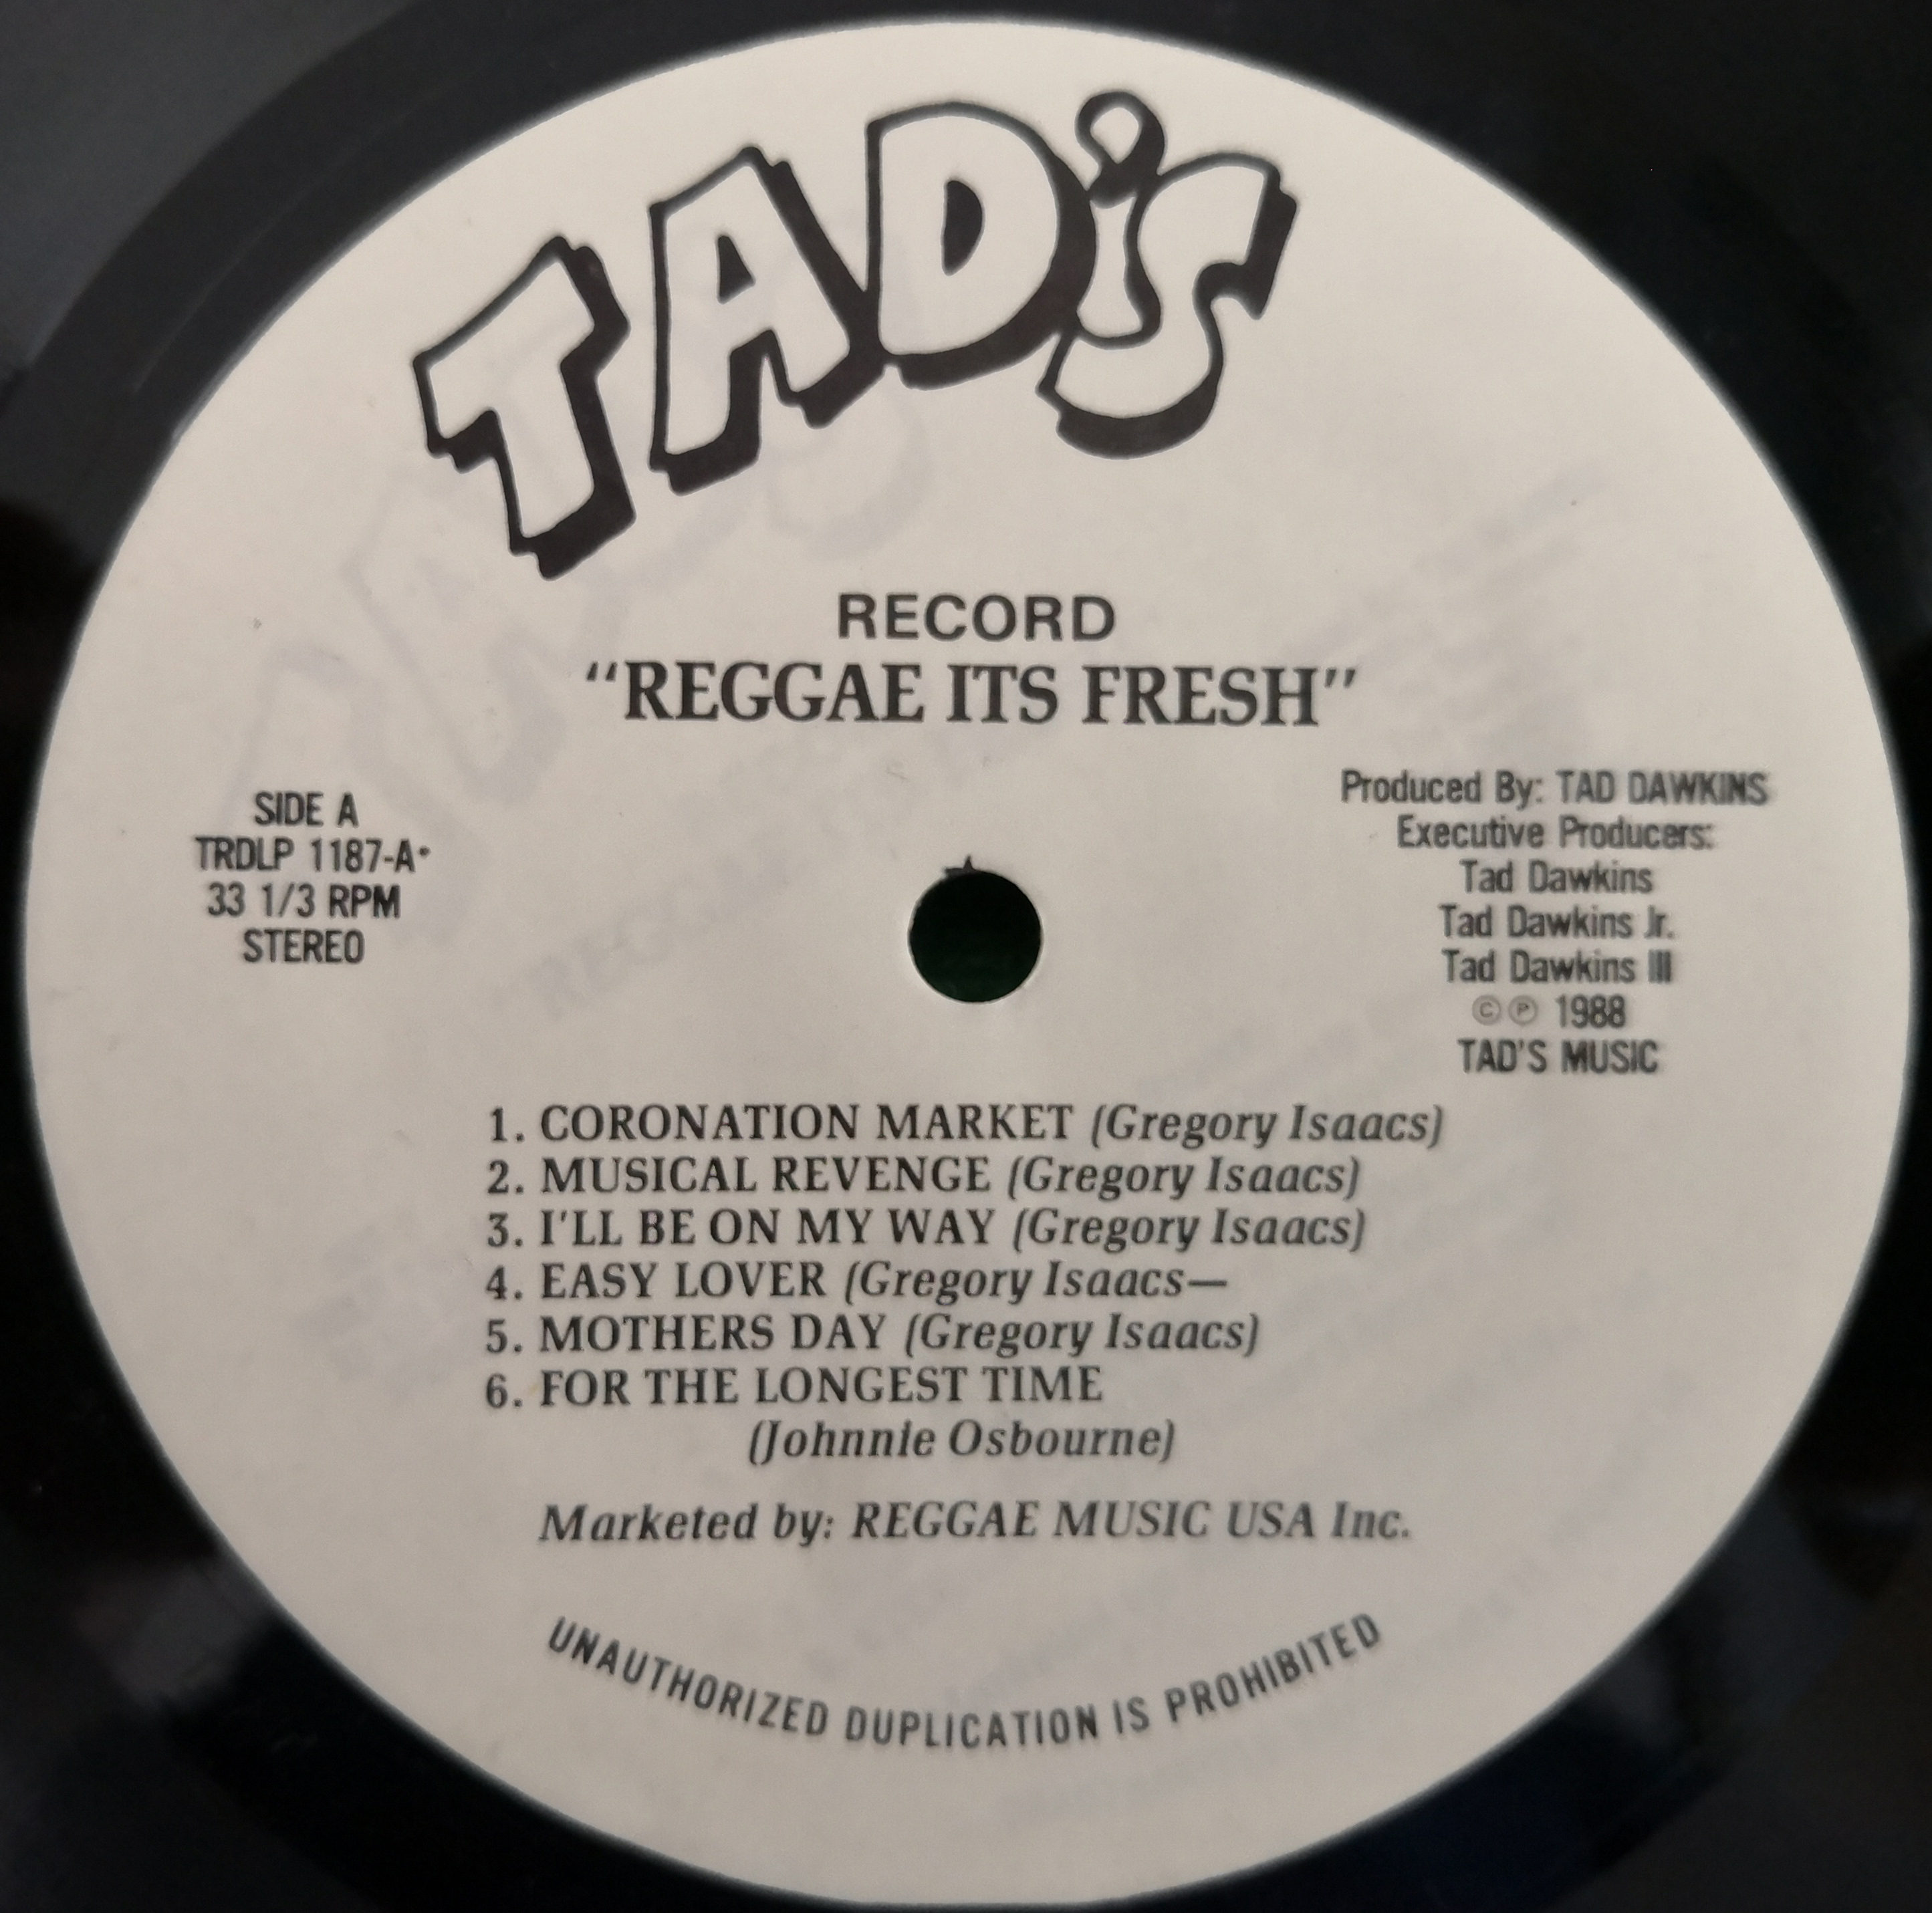 TAD'S
RECORD
“REGGAE ITS FRESH”
SIDE A
TRDLP 1187-A
33 1/3 RPM
STEREO
Produced By: TAD DAWKINS
Executive Producers:
Tad Dawkins
Tad Dawkins Jr.
Tad Dawkins III
©℗ 1988
TAD'S MUSIC
1. CORONATION MARKET (Gregory Isaacs)
2. MUSICAL REVENGE (Gregory Isaacs)
3. I'LL BE ON MY WAY (Gregory Isaacs)
4. EASY LOVER (Gregory Isaacs—
5. MOTHERS DAY (Gregory Isaacs)
6. FOR THE LONGEST TIME
(Johnnie Osbourne)
Marketed by: REGGAE MUSIC USA Inc.
UNAUTHORIZED DUPLICATION IS PROHIBITED